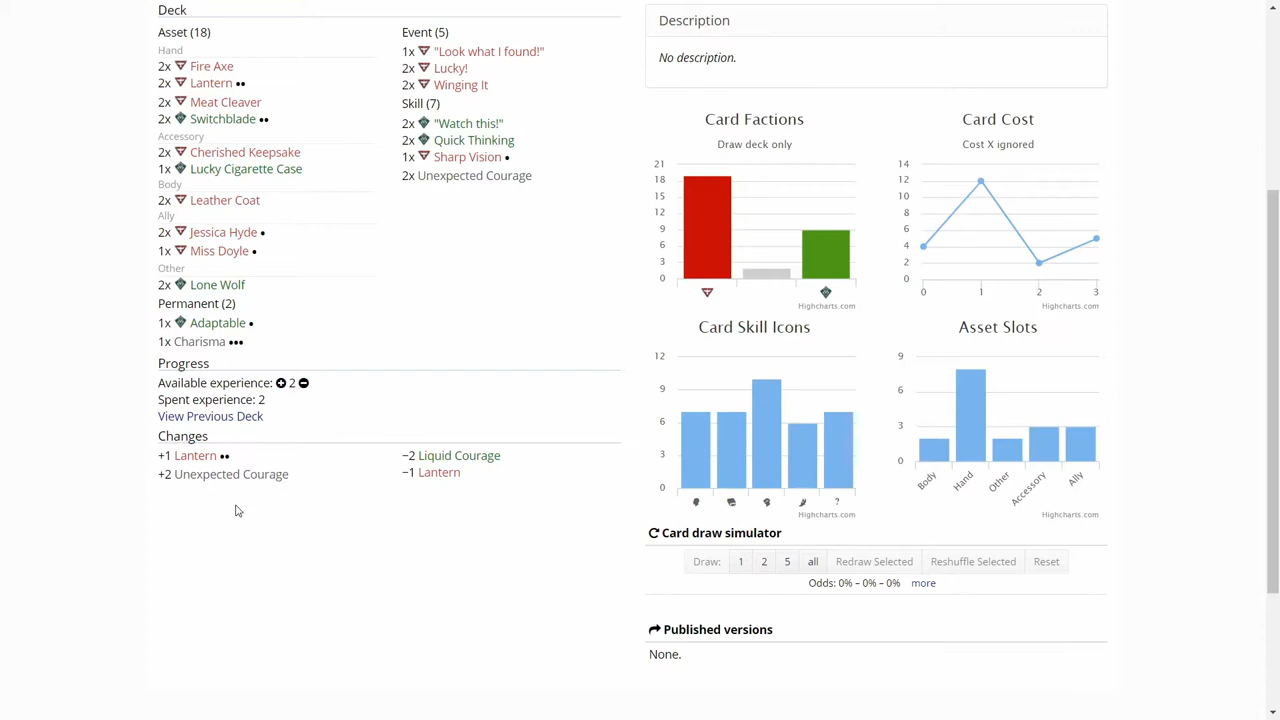 Deck
Asset (18)
Hand
2x Fire Axe
2x Lantern ••
2x Meat Cleaver
2x Switchblade ••
Accessory
2x Cherished Keepsake
1x Lucky Cigarette Case
Body
2x Leather Coat
Ally
2x Jessica Hyde •
1x Miss Doyle •
Other
2x Lone Wolf
Permanent (2)
1x Adaptable •
1x Charisma •••
Event (5)
1x "Look what I found!"
2x Lucky!
2x Winging It
Skill (7)
2x "Watch this!"
2x Quick Thinking
1x Sharp Vision •
2x Unexpected Courage
Progress
Available experience: 2
Spent experience: 2
View Previous Deck
Changes
+1 Lantern ••
+2 Unexpected Courage
−2 Liquid Courage
−1 Lantern
Description
No description.
Card Factions
Draw deck only
21
18
15
12
9
6
3
0
Highcharts.com
Card Cost
Cost X ignored
14
12
10
8
6
4
2
0
0 1 2 3
Highcharts.com
Card Skill Icons
12
9
6
3
0
?
Highcharts.com
Asset Slots
9
6
3
0
Body Hand Other Accessory Ally
Highcharts.com
Card draw simulator
Draw: 1 2 5 all Redraw Selected Reshuffle Selected Reset
Odds: 0% – 0% – 0% more
Published versions
None.